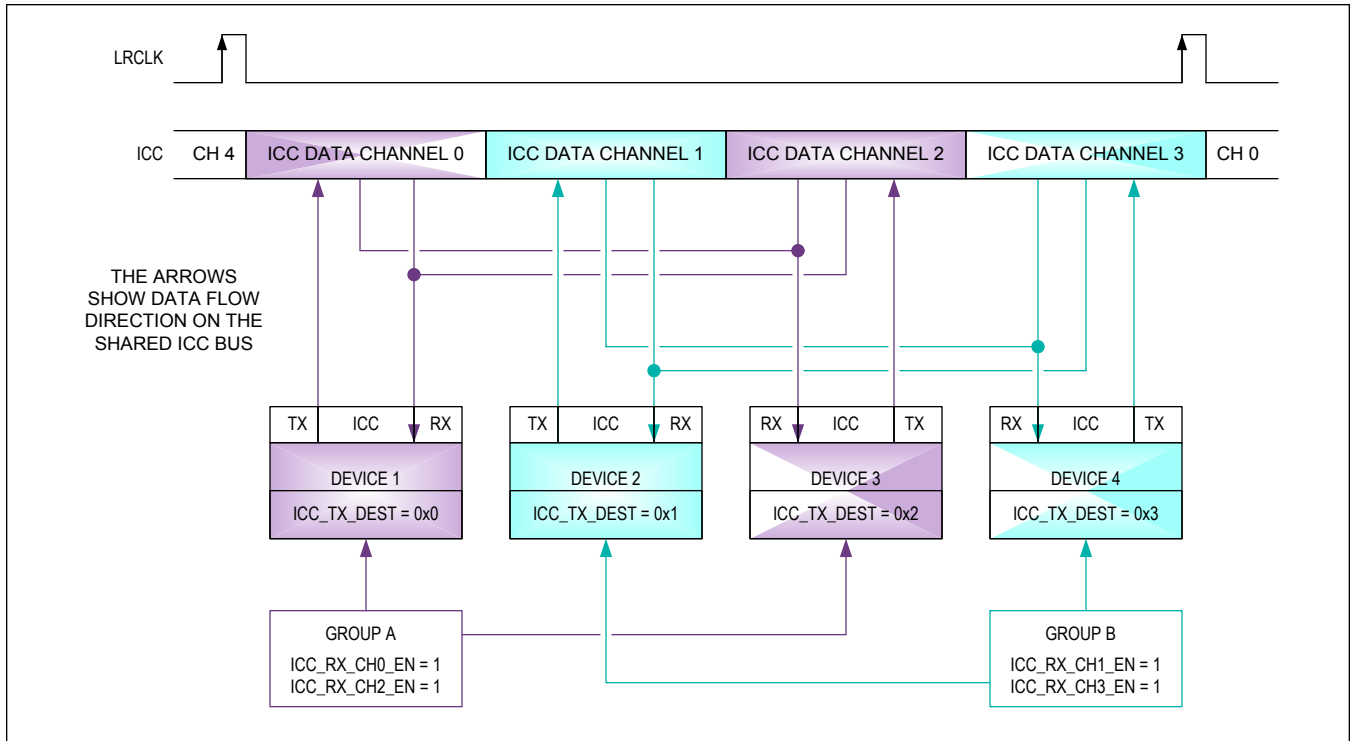 LRCLK
ICC
CH 4
ICC DATA CHANNEL 0
ICC DATA CHANNEL 1
ICC DATA CHANNEL 2
ICC DATA CHANNEL 3
CH 0
THE ARROWS
SHOW DATA FLOW
DIRECTION ON THE
SHARED ICC BUS
TX ICC RX
TX ICC RX
RX ICC TX
RX ICC TX
DEVICE 1
DEVICE 2
DEVICE 3
DEVICE 4
ICC_TX_DEST = 0x0
ICC_TX_DEST = 0x1
ICC_TX_DEST = 0x2
ICC_TX_DEST = 0x3
GROUP A
ICC_RX_CH0_EN = 1
ICC_RX_CH2_EN = 1
GROUP B
ICC_RX_CH1_EN = 1
ICC_RX_CH3_EN = 1